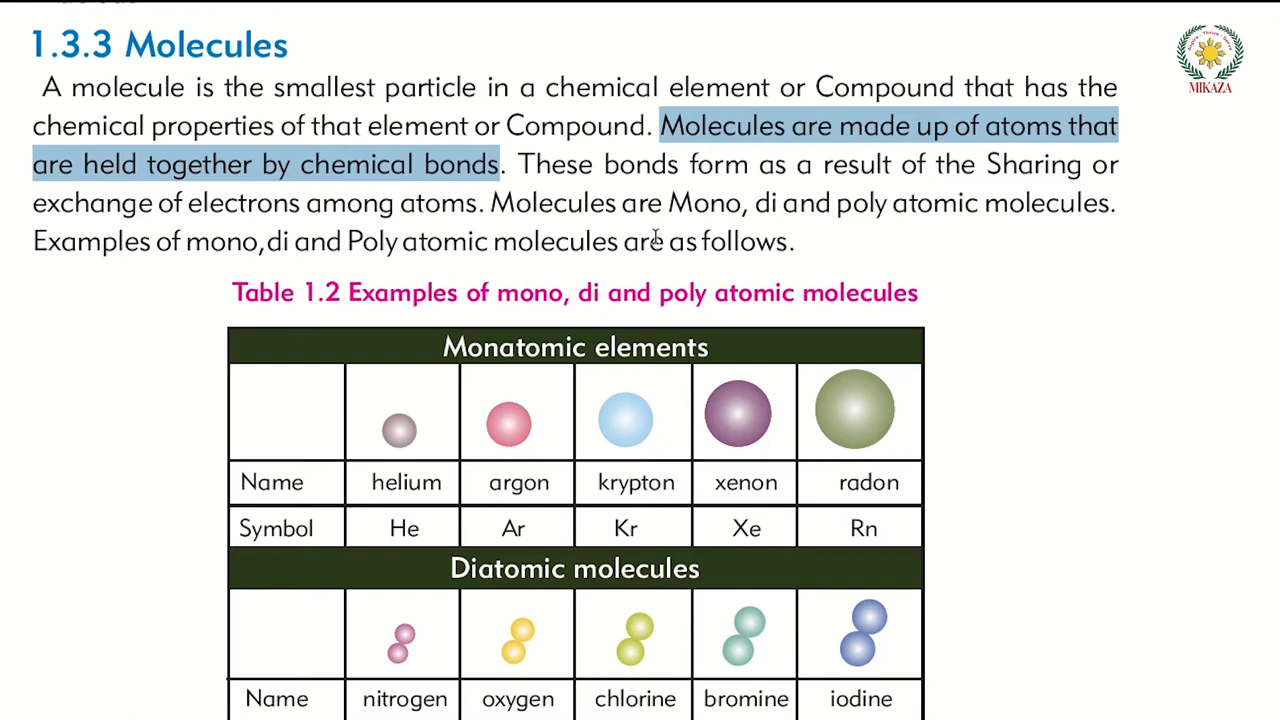 1.3.3 Molecules
A molecule is the smallest particle in a chemical element or Compound that has the
chemical properties of that element or Compound. Molecules are made up of atoms that
are held together by chemical bonds. These bonds form as a result of the Sharing or
exchange of electrons among atoms. Molecules are Mono, di and poly atomic molecules.
Examples of mono,di and Poly atomic molecules are as follows.
Table 1.2 Examples of mono, di and poly atomic molecules
Monatomic elements
Name helium argon krypton xenon radon
Symbol He Ar Kr Xe Rn
Diatomic molecules
Name nitrogen oxygen chlorine bromine iodine
MIKAZA